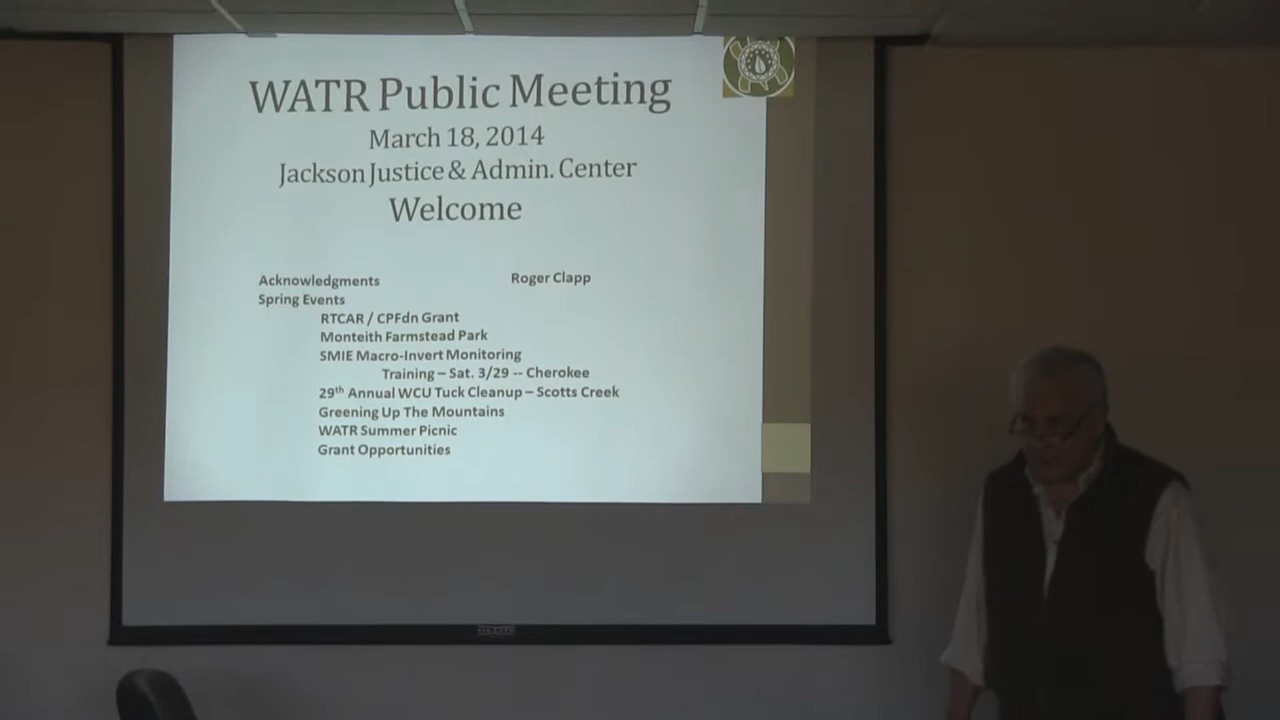 WATR Public Meeting
March 18, 2014
Jackson Justice & Admin. Center
Welcome
Acknowledgments Roger Clapp
Spring Events
RTCAR / CPFdn Grant
Monteith Farmstead Park
SMIE Macro-Invert Monitoring
Training – Sat. 3/29 -- Cherokee
29th Annual WCU Tuck Cleanup – Scotts Creek
Greening Up The Mountains
WATR Summer Picnic
Grant Opportunities